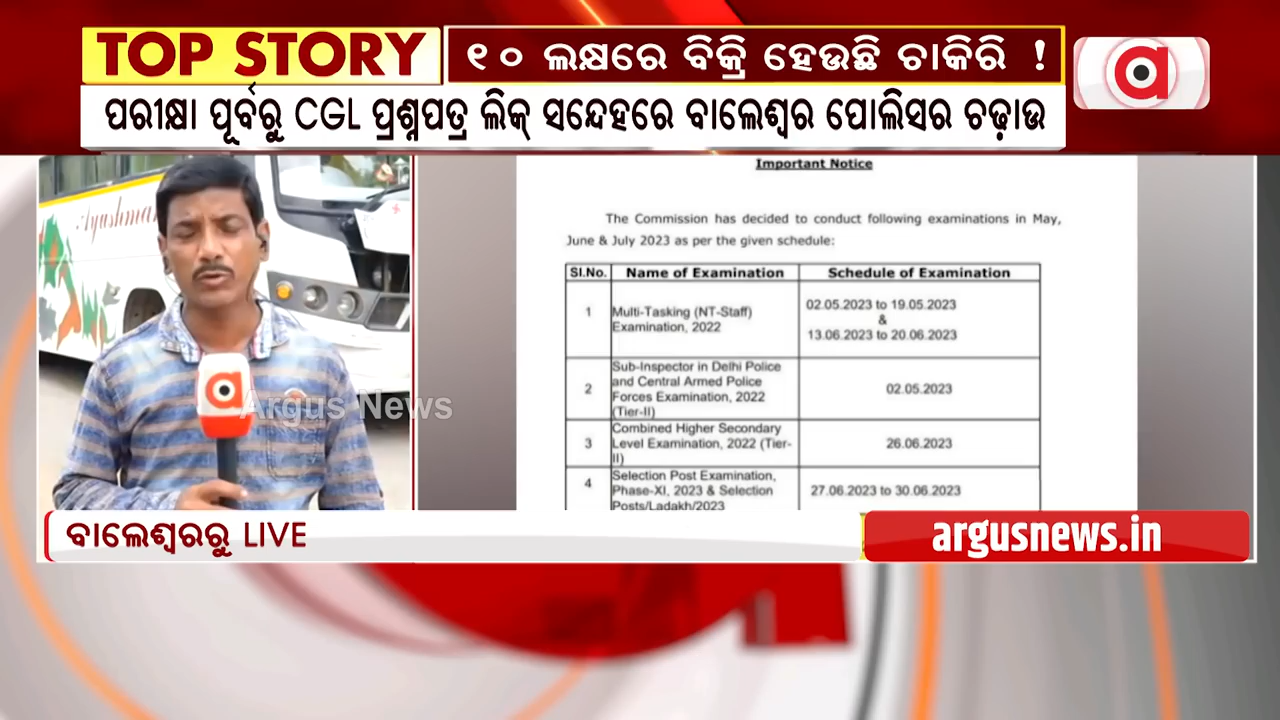 TOP STORY
୧୦ ଲକ୍ଷରେ ବିକ୍ରି ହେଉଛି ଚାକିରି !
ପରୀକ୍ଷା ପୂର୍ବରୁ CGL ପ୍ରଶ୍ନପତ୍ର ଲିକ୍ ସନ୍ଦେହରେ ବାଲେଶ୍ୱର ପୋଲିସର ଚଢ଼ାଉ
Ayushman
Argus News
Important Notice
The Commission has decided to conduct following examinations in May,
June & July 2023 as per the given schedule:
Sl.No. Name of Examination Schedule of Examination
1 Multi-Tasking (NT-Staff) Examination, 2022 02.05.2023 to 19.05.2023 & 13.06.2023 to 20.06.2023
2 Sub-Inspector in Delhi Police and Central Armed Police Forces Examination, 2022 (Tier-II) 02.05.2023
3 Combined Higher Secondary Level Examination, 2022 (Tier-II) 26.06.2023
4 Selection Post Examination, Phase-XI, 2023 & Selection Posts/Ladakh/2023 27.06.2023 to 30.06.2023
ବାଲେଶ୍ୱରରୁ LIVE
argusnews.in